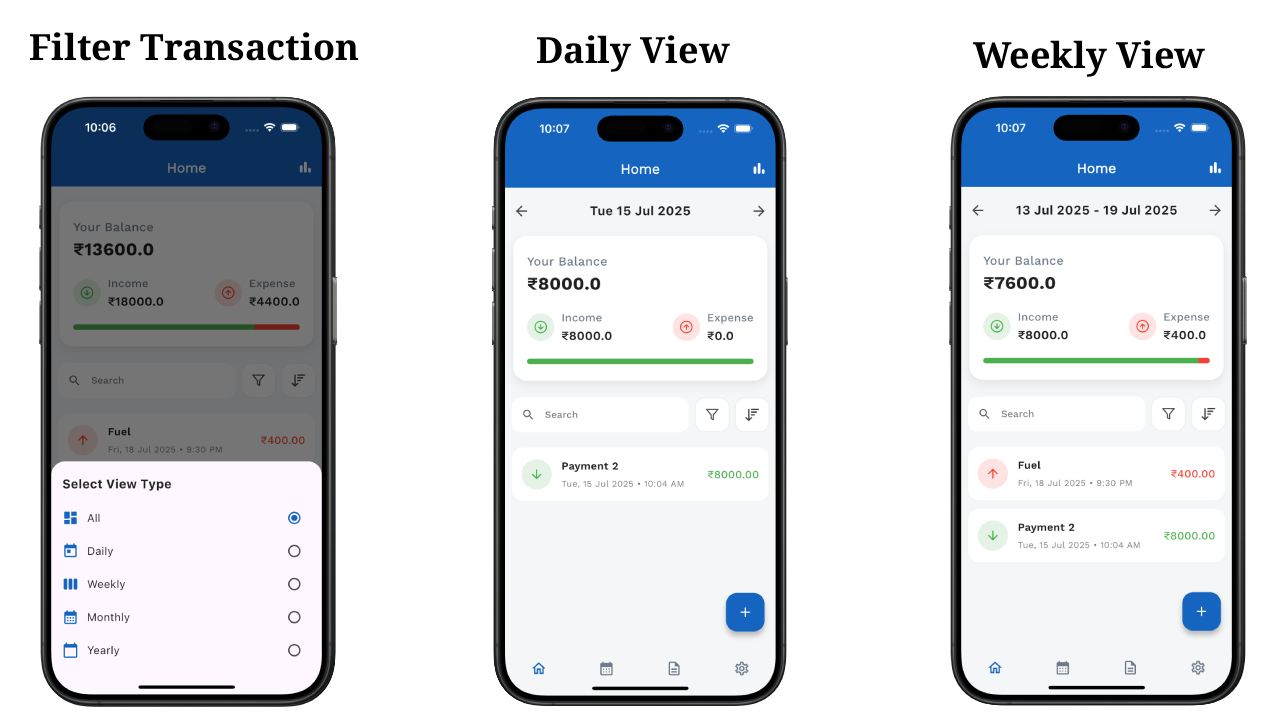 Filter Transaction
10:06
Home
Your Balance
₹13600.0
Income
₹18000.0
Expense
₹4400.0
Search
Fuel
Fri, 18 Jul 2025 • 9:30 PM
₹400.00
Select View Type
All
Daily
Weekly
Monthly
Yearly
Daily View
10:07
Home
Tue 15 Jul 2025
Your Balance
₹8000.0
Income
₹8000.0
Expense
₹0.0
Search
Payment 2
Tue, 15 Jul 2025 • 10:04 AM
₹8000.00
+
Weekly View
10:07
Home
13 Jul 2025 - 19 Jul 2025
Your Balance
₹7600.0
Income
₹8000.0
Expense
₹400.0
Search
Fuel
Fri, 18 Jul 2025 • 9:30 PM
₹400.00
Payment 2
Tue, 15 Jul 2025 • 10:04 AM
₹8000.00
+